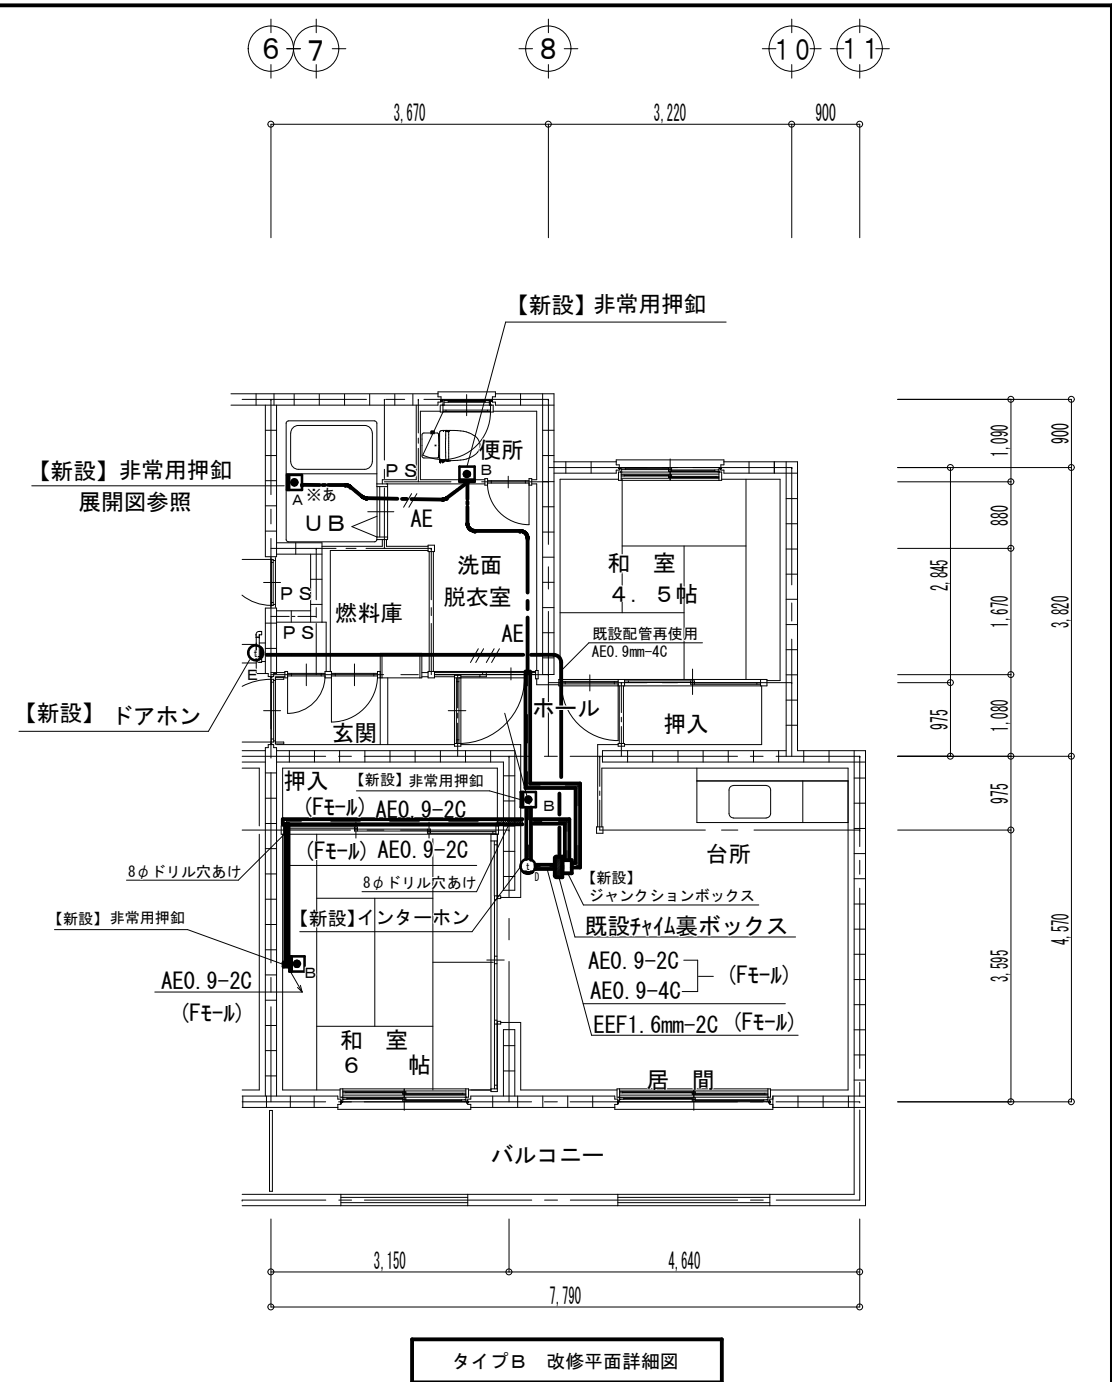 6
7
8
10
11
3,670
3,220
900
【新設】非常用押釦
【新設】非常用押釦
展開図参照
便所
PS
B
A
※あ
UB
AE
洗面
脱衣室
和 室
4.5帖
PS
燃料庫
PS
AE
既設配管再使用
AE0.9mm-4C
t
E
【新設】 ドアホン
玄関
ホール
押入
押入
【新設】非常用押釦
(Fモール) AE0.9-2C
B
(Fモール) AE0.9-2C
台所
8φドリル穴あけ
8φドリル穴あけ
t
D
【新設】
ジャンクションボックス
【新設】非常用押釦
【新設】インターホン
既設チャイム裏ボックス
B
AE0.9-2C
(Fモール)
AE0.9-2C
AE0.9-4C
(Fモール)
EEF1.6mm-2C (Fモール)
和 室
6 帖
居 間
バルコニー
1,090
900
880
2,845
1,670
3,820
975
1,080
975
3,595
4,570
3,150
4,640
7,790
タイプB 改修平面詳細図